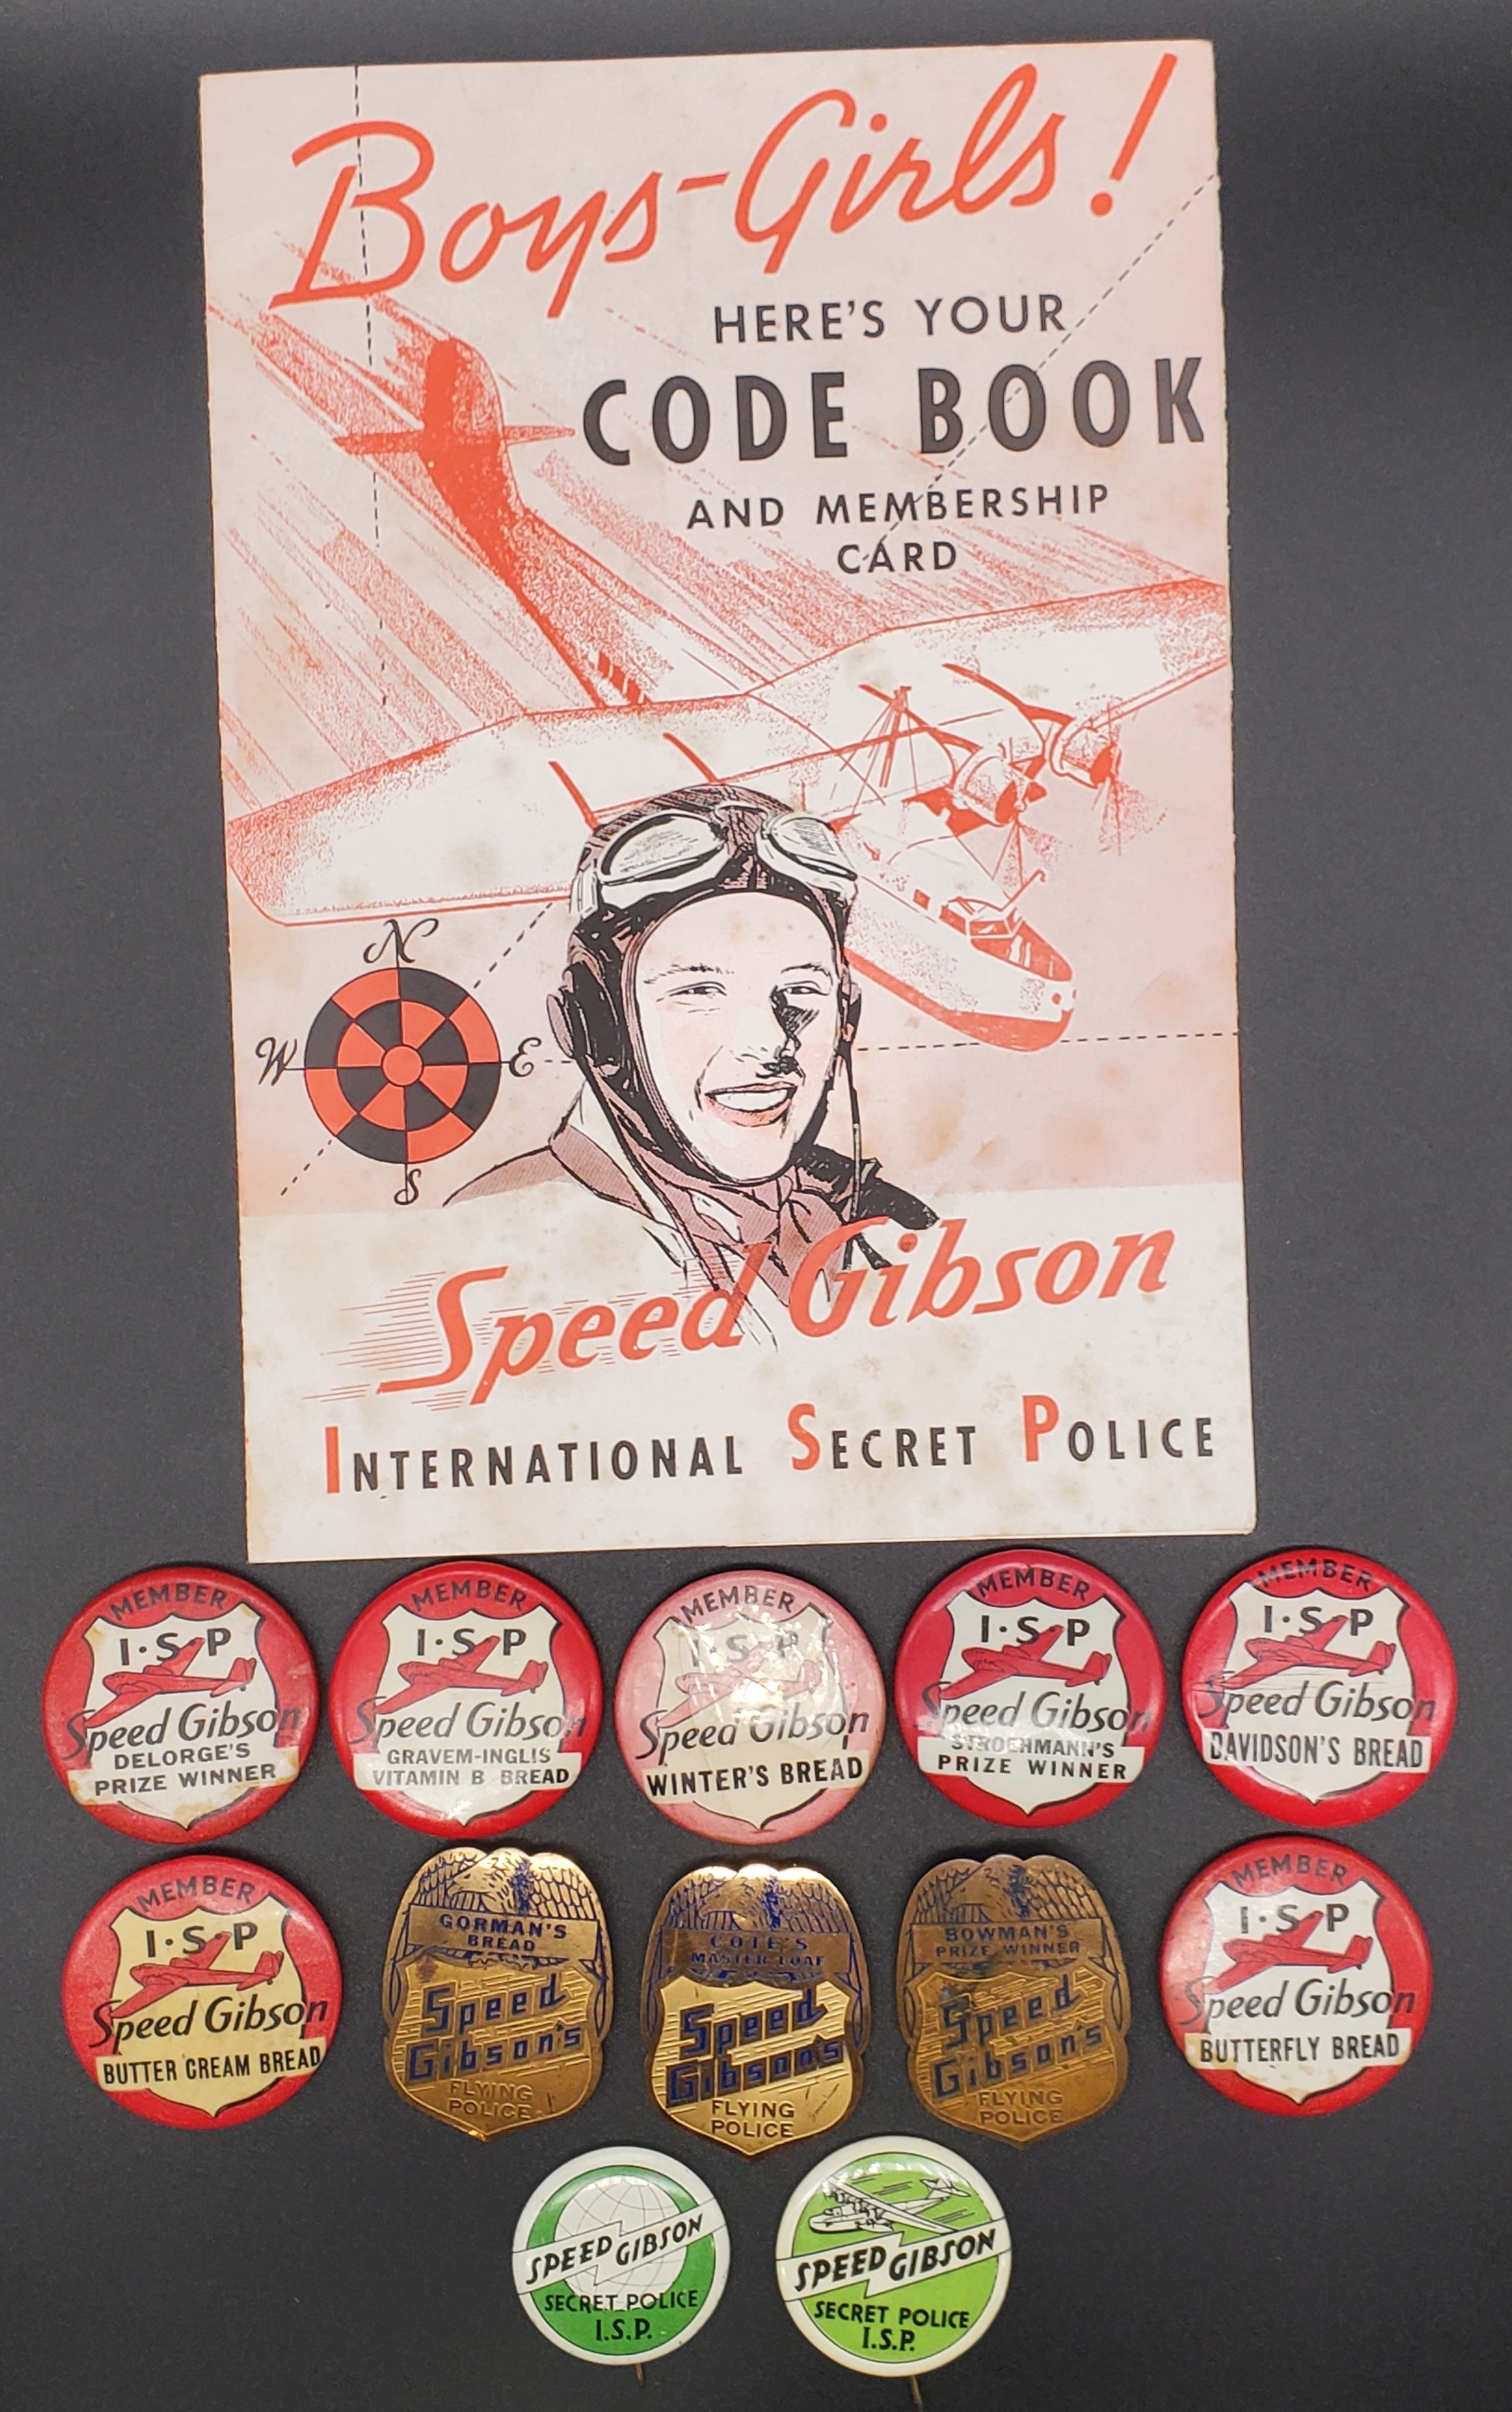 Boys-Girls!
HERE'S YOUR
CODE BOOK
AND MEMBERSHIP
CARD
N
W
E
S
Speed Gibson
INTERNATIONAL SECRET POLICE
MEMBER
I·S·P
Speed Gibson
DELORGE'S
PRIZE WINNER
MEMBER
I·S·P
Speed Gibson
GRAVEM-INGLIS
VITAMIN B BREAD
MEMBER
I·S·P
Speed Gibson
WINTER'S BREAD
MEMBER
I·S·P
Speed Gibson
STROEHMANN'S
PRIZE WINNER
MEMBER
I·S·P
Speed Gibson
DAVIDSON'S BREAD
MEMBER
I·S·P
Speed Gibson
BUTTER CREAM BREAD
GORMAN'S
BREAD
Speed
Gibson's
FLYING
POLICE
COTE'S
MASTER LOAF
Speed
Gibson's
FLYING
POLICE
BOWMAN'S
PRIZE WINNER
Speed
Gibson's
FLYING
POLICE
MEMBER
I·S·P
Speed Gibson
BUTTERFLY BREAD
SPEED GIBSON
SECRET POLICE
I.S.P.
SPEED GIBSON
SECRET POLICE
I.S.P.